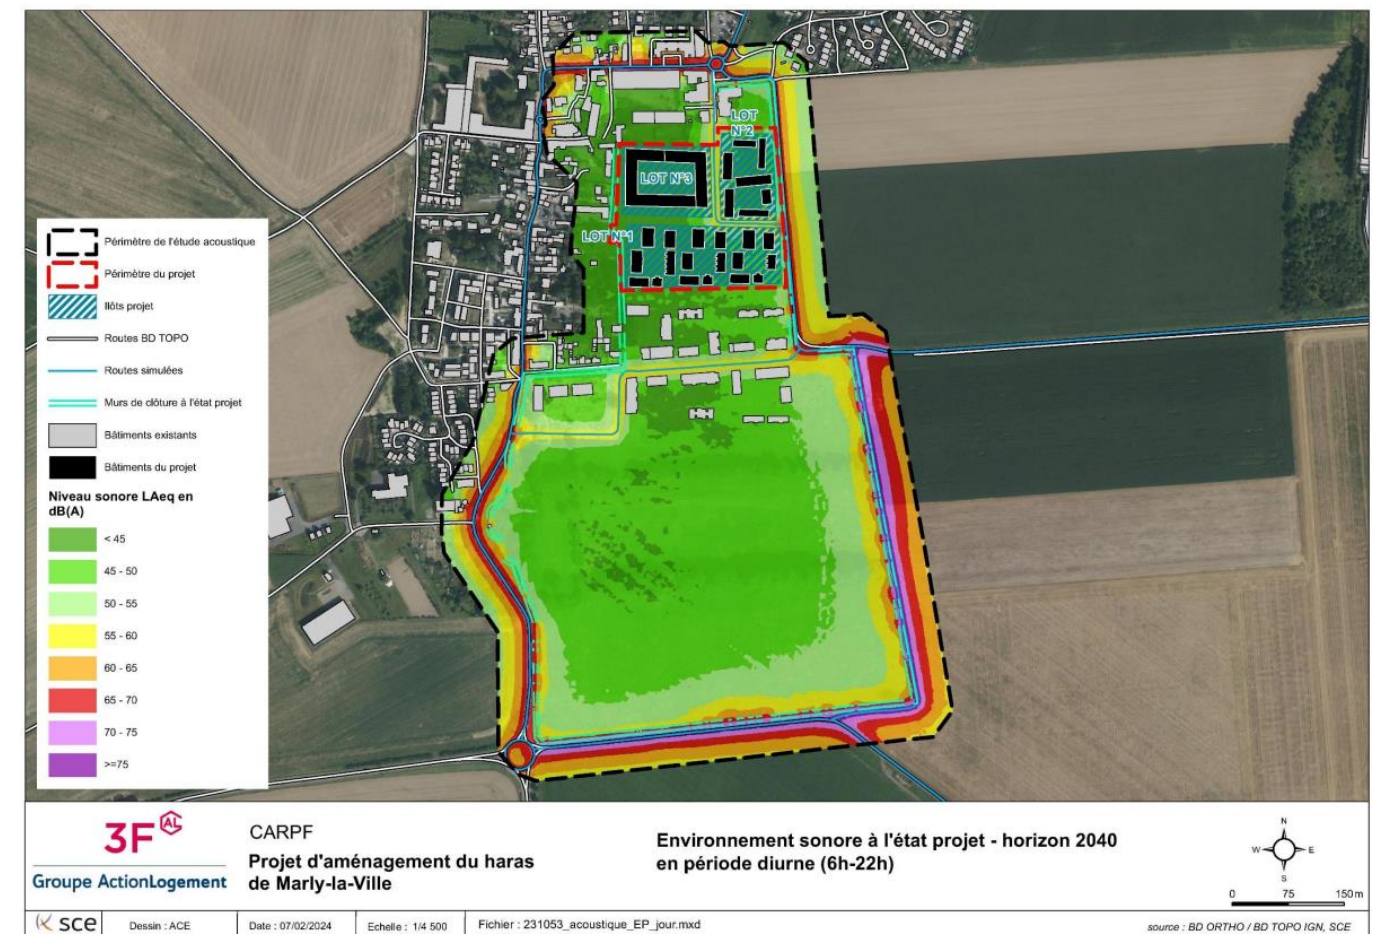 LOT
N°2
LOT N°3
LOT N°1
Périmètre de l'étude acoustique
Périmètre du projet
Ilôts projet
Routes BD TOPO
Routes simulées
Murs de clôture à l'état projet
Bâtiments existants
Bâtiments du projet
Niveau sonore LAeq en
dB(A)
< 45
45 - 50
50 - 55
55 - 60
60 - 65
65 - 70
70 - 75
>=75
3F AL
Groupe ActionLogement
CARPF
Projet d'aménagement du haras
de Marly-la-Ville
Environnement sonore à l'état projet - horizon 2040
en période diurne (6h-22h)
N
W E
S
0 75 150 m
sce
Dessin : ACE
Date : 07/02/2024
Echelle : 1/4 500
Fichier : 231053_acoustique_EP_jour.mxd
source : BD ORTHO / BD TOPO IGN, SCE